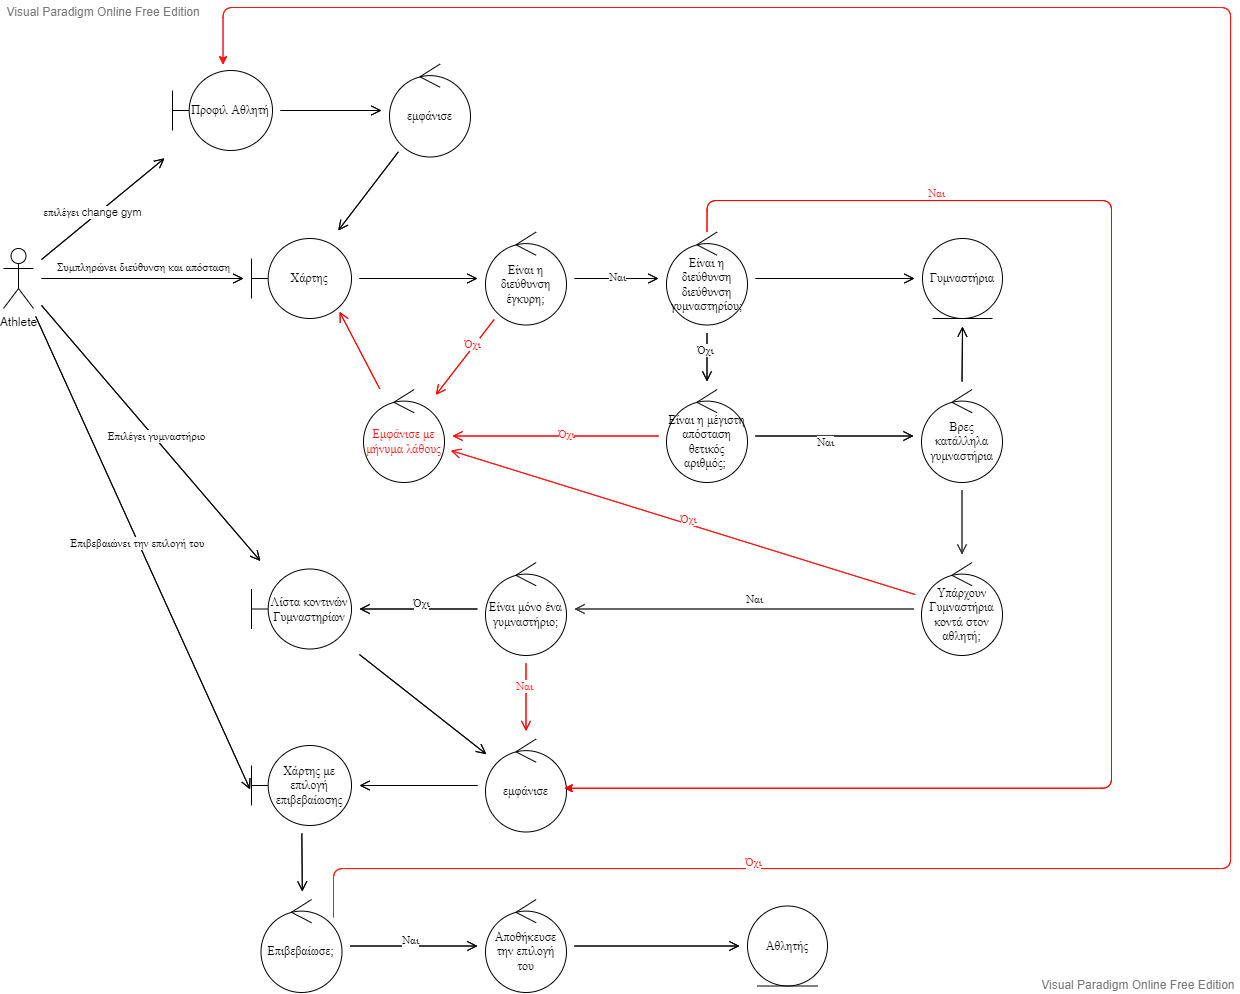 Visual Paradigm Online Free Edition
Προφιλ Αθλητή
εμφάνισε
επιλέγει change gym
Ναι
Συμπληρώνει διεύθυνση και απόσταση
Χάρτης
Είναι η
διεύθυνση
έγκυρη;
Ναι
Είναι η
διεύθυνση
διεύθυνση
γυμναστηρίου;
Γυμναστήρια
Athlete
Όχι
Όχι
Εμφάνισε με
μήνυμα λάθους
Όχι
Είναι η μέγιστη
απόσταση
θετικός
αριθμός;
Ναι
Βρες
κατάλληλα
γυμναστήρια
Επιλέγει γυμναστήριο
Όχι
Επιβεβαιώνει την επιλογή του
Λίστα κοντινών
Γυμναστηρίων
Όχι
Είναι μόνο ένα
γυμναστήριο;
Ναι
Υπάρχουν
Γυμναστήρια
κοντά στον
αθλητή;
Ναι
Χάρτης με
επιλογή
επιβεβαίωσης
εμφάνισε
Όχι
Επιβεβαίωσε;
Ναι
Αποθήκευσε
την επιλογή
του
Αθλητής
Visual Paradigm Online Free Edition